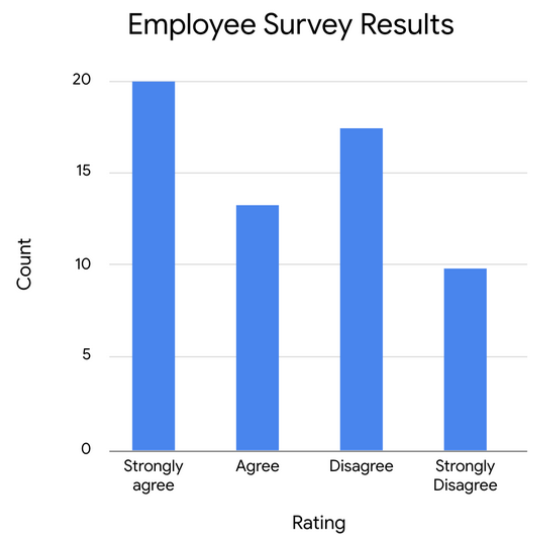 Employee Survey Results
Count
20
15
10
5
0
Strongly
agree
Agree
Disagree
Strongly
Disagree
Rating